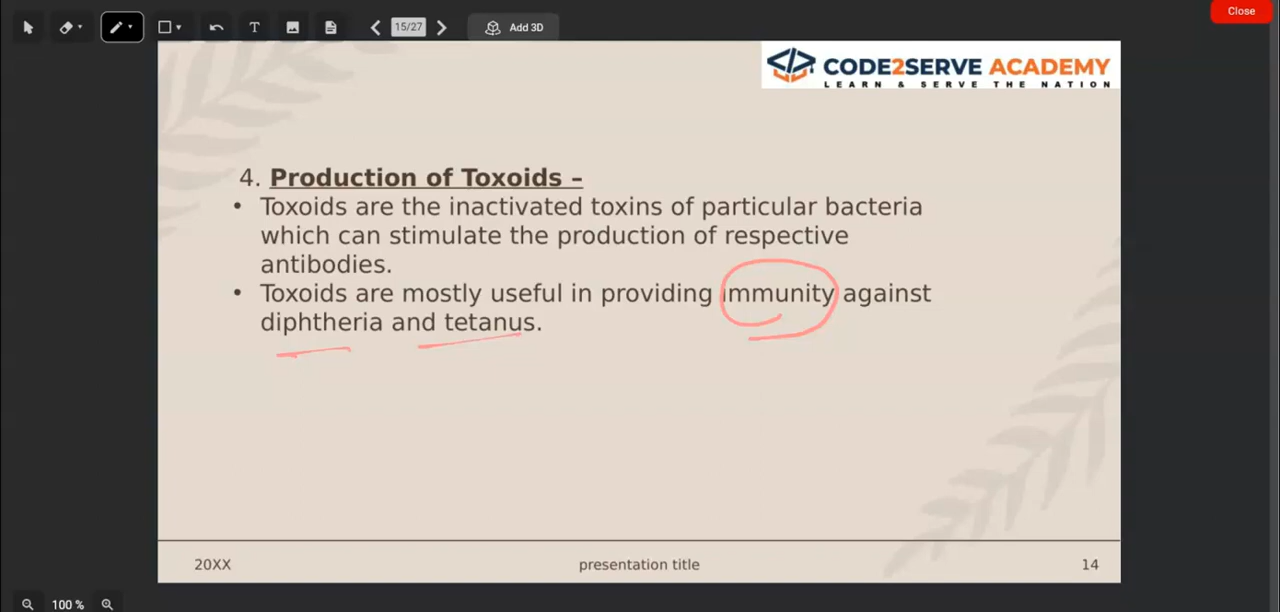 Close
T
15/27
Add 3D
CODE2SERVE ACADEMY
LEARN & SERVE THE NATION
4. Production of Toxoids –
• Toxoids are the inactivated toxins of particular bacteria
which can stimulate the production of respective
antibodies.
• Toxoids are mostly useful in providing immunity against
diphtheria and tetanus.
20XX
presentation title
14
100 %